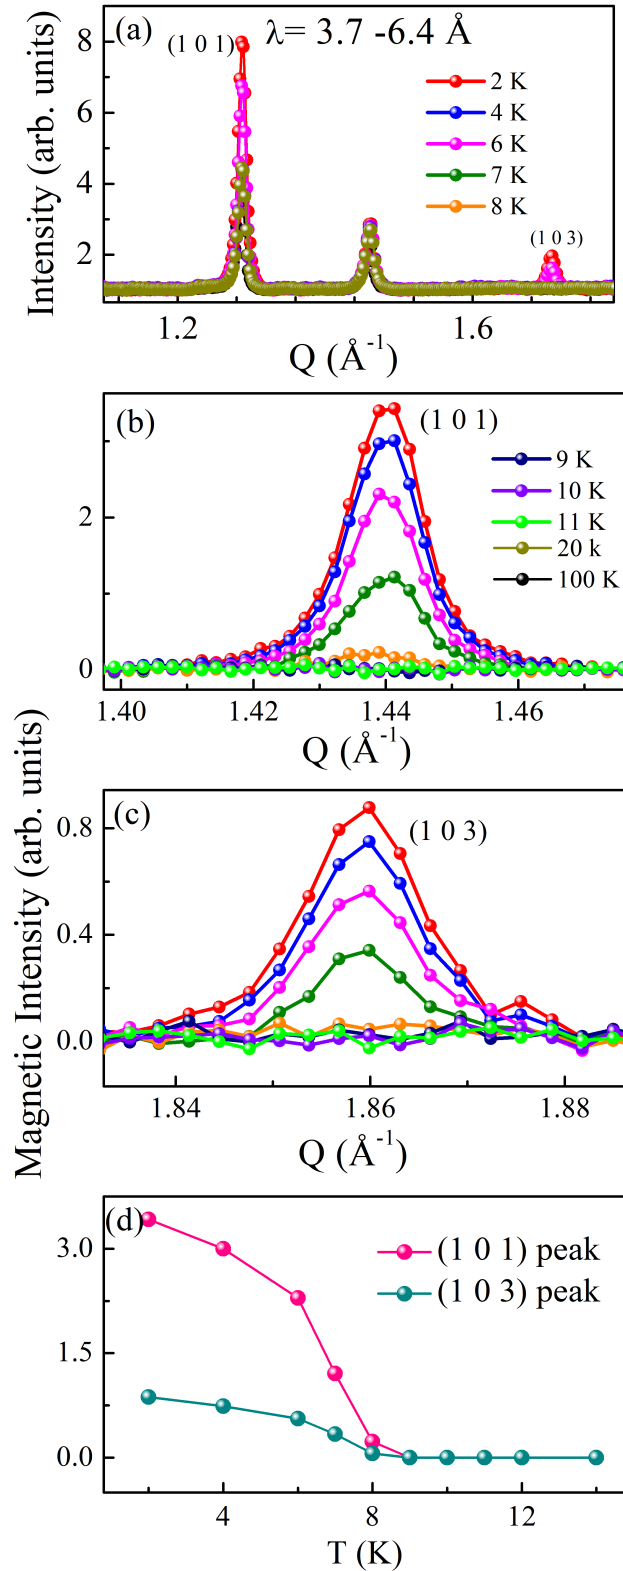 (a)
(1 0 1)
λ= 3.7 -6.4 Å
8
6
4
2
Intensity (arb. units)
2 K
4 K
6 K
7 K
8 K
(1 0 3)
1.2
1.6
Q (Å-1)
(b)
(1 0 1)
2
0
9 K
10 K
11 K
20 k
100 K
1.40
1.42
1.44
1.46
Q (Å-1)
Magnetic Intensity (arb. units)
(c)
(1 0 3)
0.8
0.4
0.0
1.84
1.86
1.88
Q (Å-1)
(d)
3.0
1.5
0.0
(1 0 1) peak
(1 0 3) peak
4
8
12
T (K)